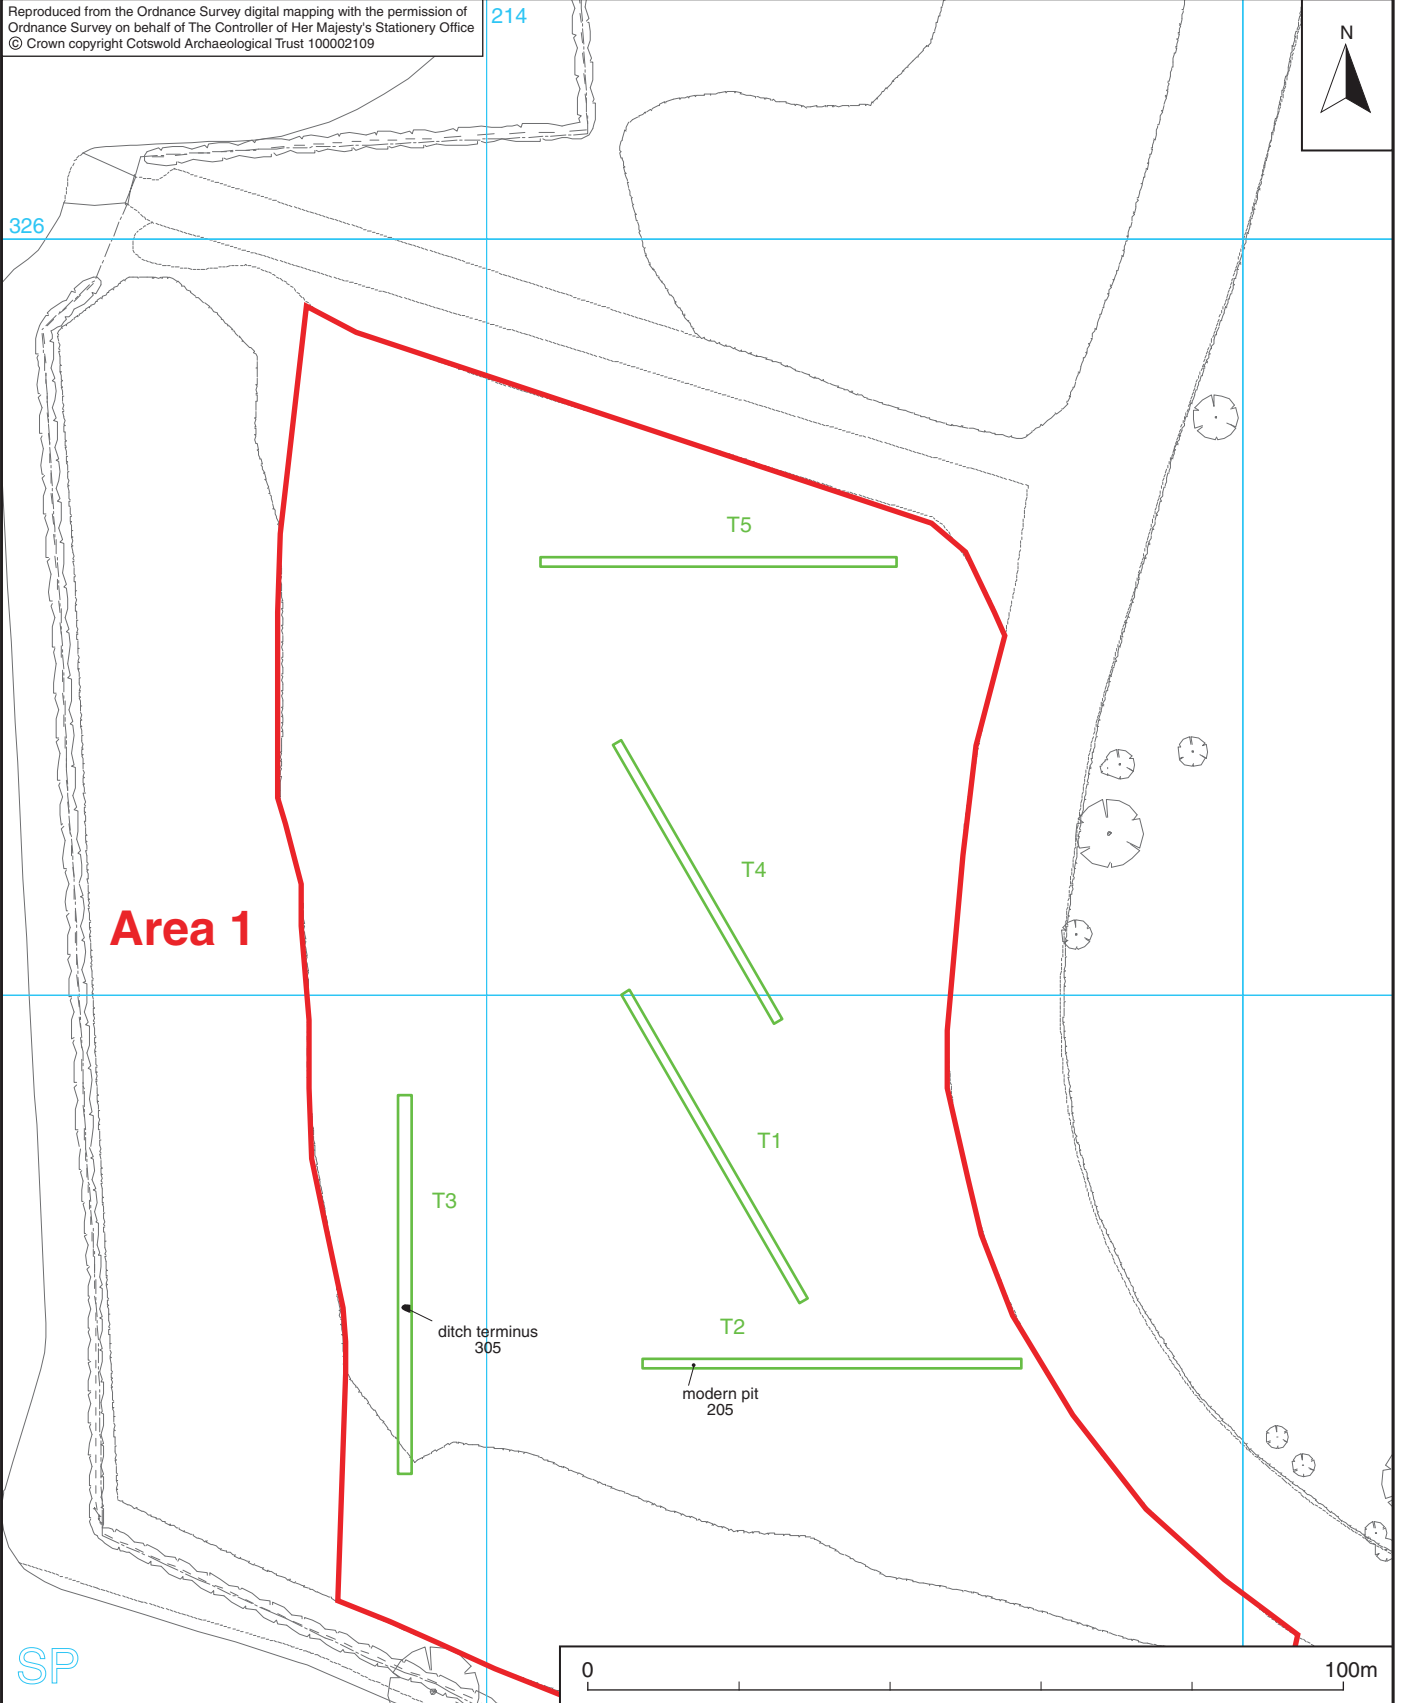 Reproduced from the Ordnance Survey digital mapping with the permission of
Ordnance Survey on behalf of The Controller of Her Majesty's Stationery Office
© Crown copyright Cotswold Archaeological Trust 100002109
214
N
326
T5
T4
Area 1
T1
T3
T2
ditch terminus
305
modern pit
205
SP
0
100m